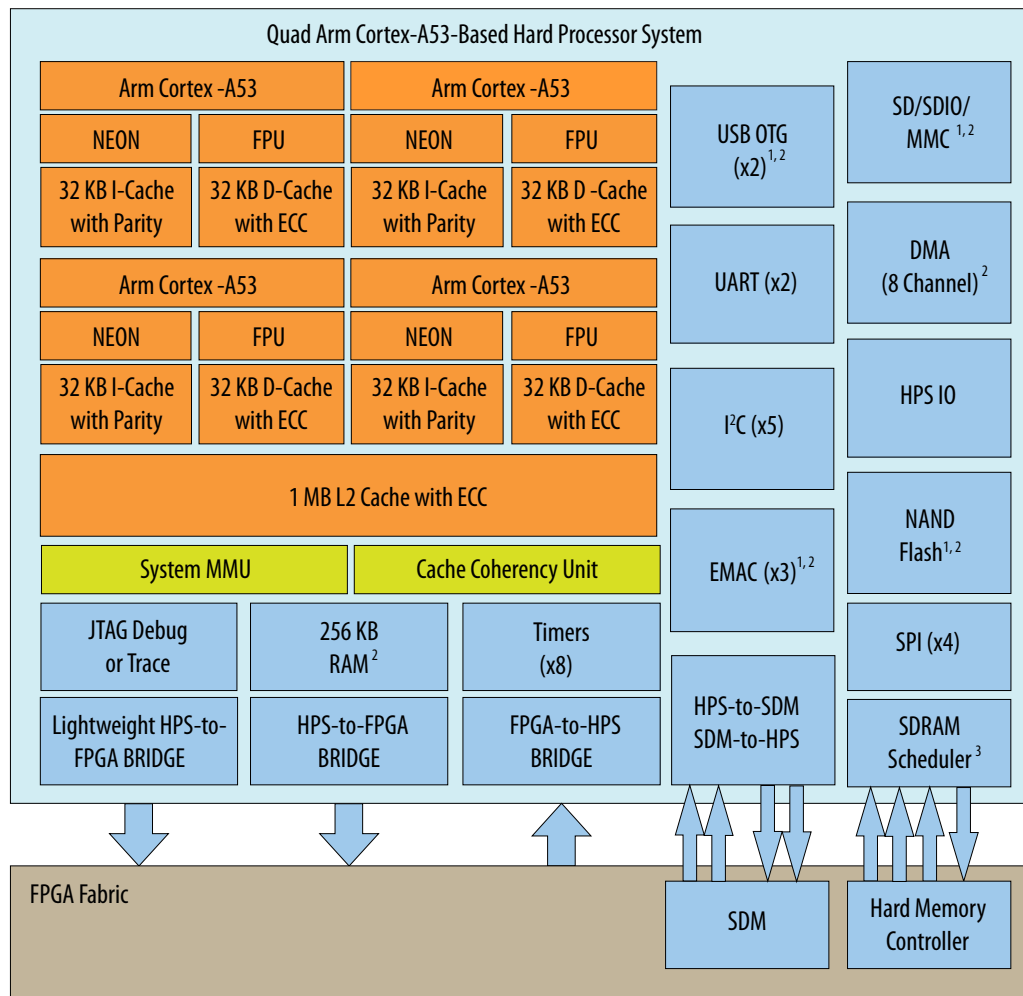 Quad Arm Cortex-A53-Based Hard Processor System
Arm Cortex -A53
Arm Cortex -A53
NEON
FPU
NEON
FPU
32 KB I-Cache
with Parity
32 KB D-Cache
with ECC
32 KB I-Cache
with Parity
32 KB D -Cache
with ECC
Arm Cortex -A53
Arm Cortex -A53
NEON
FPU
NEON
FPU
32 KB I-Cache
with Parity
32 KB D-Cache
with ECC
32 KB I-Cache
with Parity
32 KB D-Cache
with ECC
1 MB L2 Cache with ECC
System MMU
Cache Coherency Unit
JTAG Debug
or Trace
256 KB
RAM ²
Timers
(x8)
Lightweight HPS-to-
FPGA BRIDGE
HPS-to-FPGA
BRIDGE
FPGA-to-HPS
BRIDGE
USB OTG
(x2) ¹, ²
UART (x2)
I²C (x5)
EMAC (x3) ¹, ²
HPS-to-SDM
SDM-to-HPS
SD/SDIO/
MMC ¹, ²
DMA
(8 Channel) ²
HPS IO
NAND
Flash ¹, ²
SPI (x4)
SDRAM
Scheduler ³
FPGA Fabric
SDM
Hard Memory
Controller